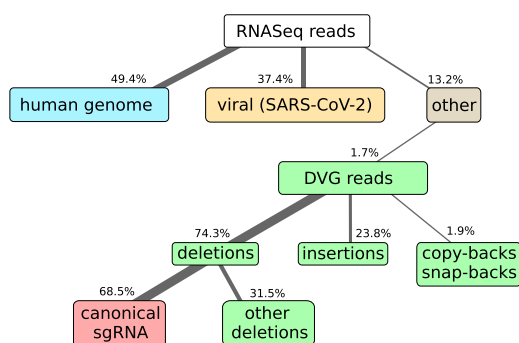 RNASeq reads
49.4%
37.4%
13.2%
human genome
viral (SARS-CoV-2)
other
1.7%
DVG reads
74.3%
23.8%
1.9%
deletions
insertions
copy-backs
snap-backs
68.5%
31.5%
canonical
sgRNA
other
deletions